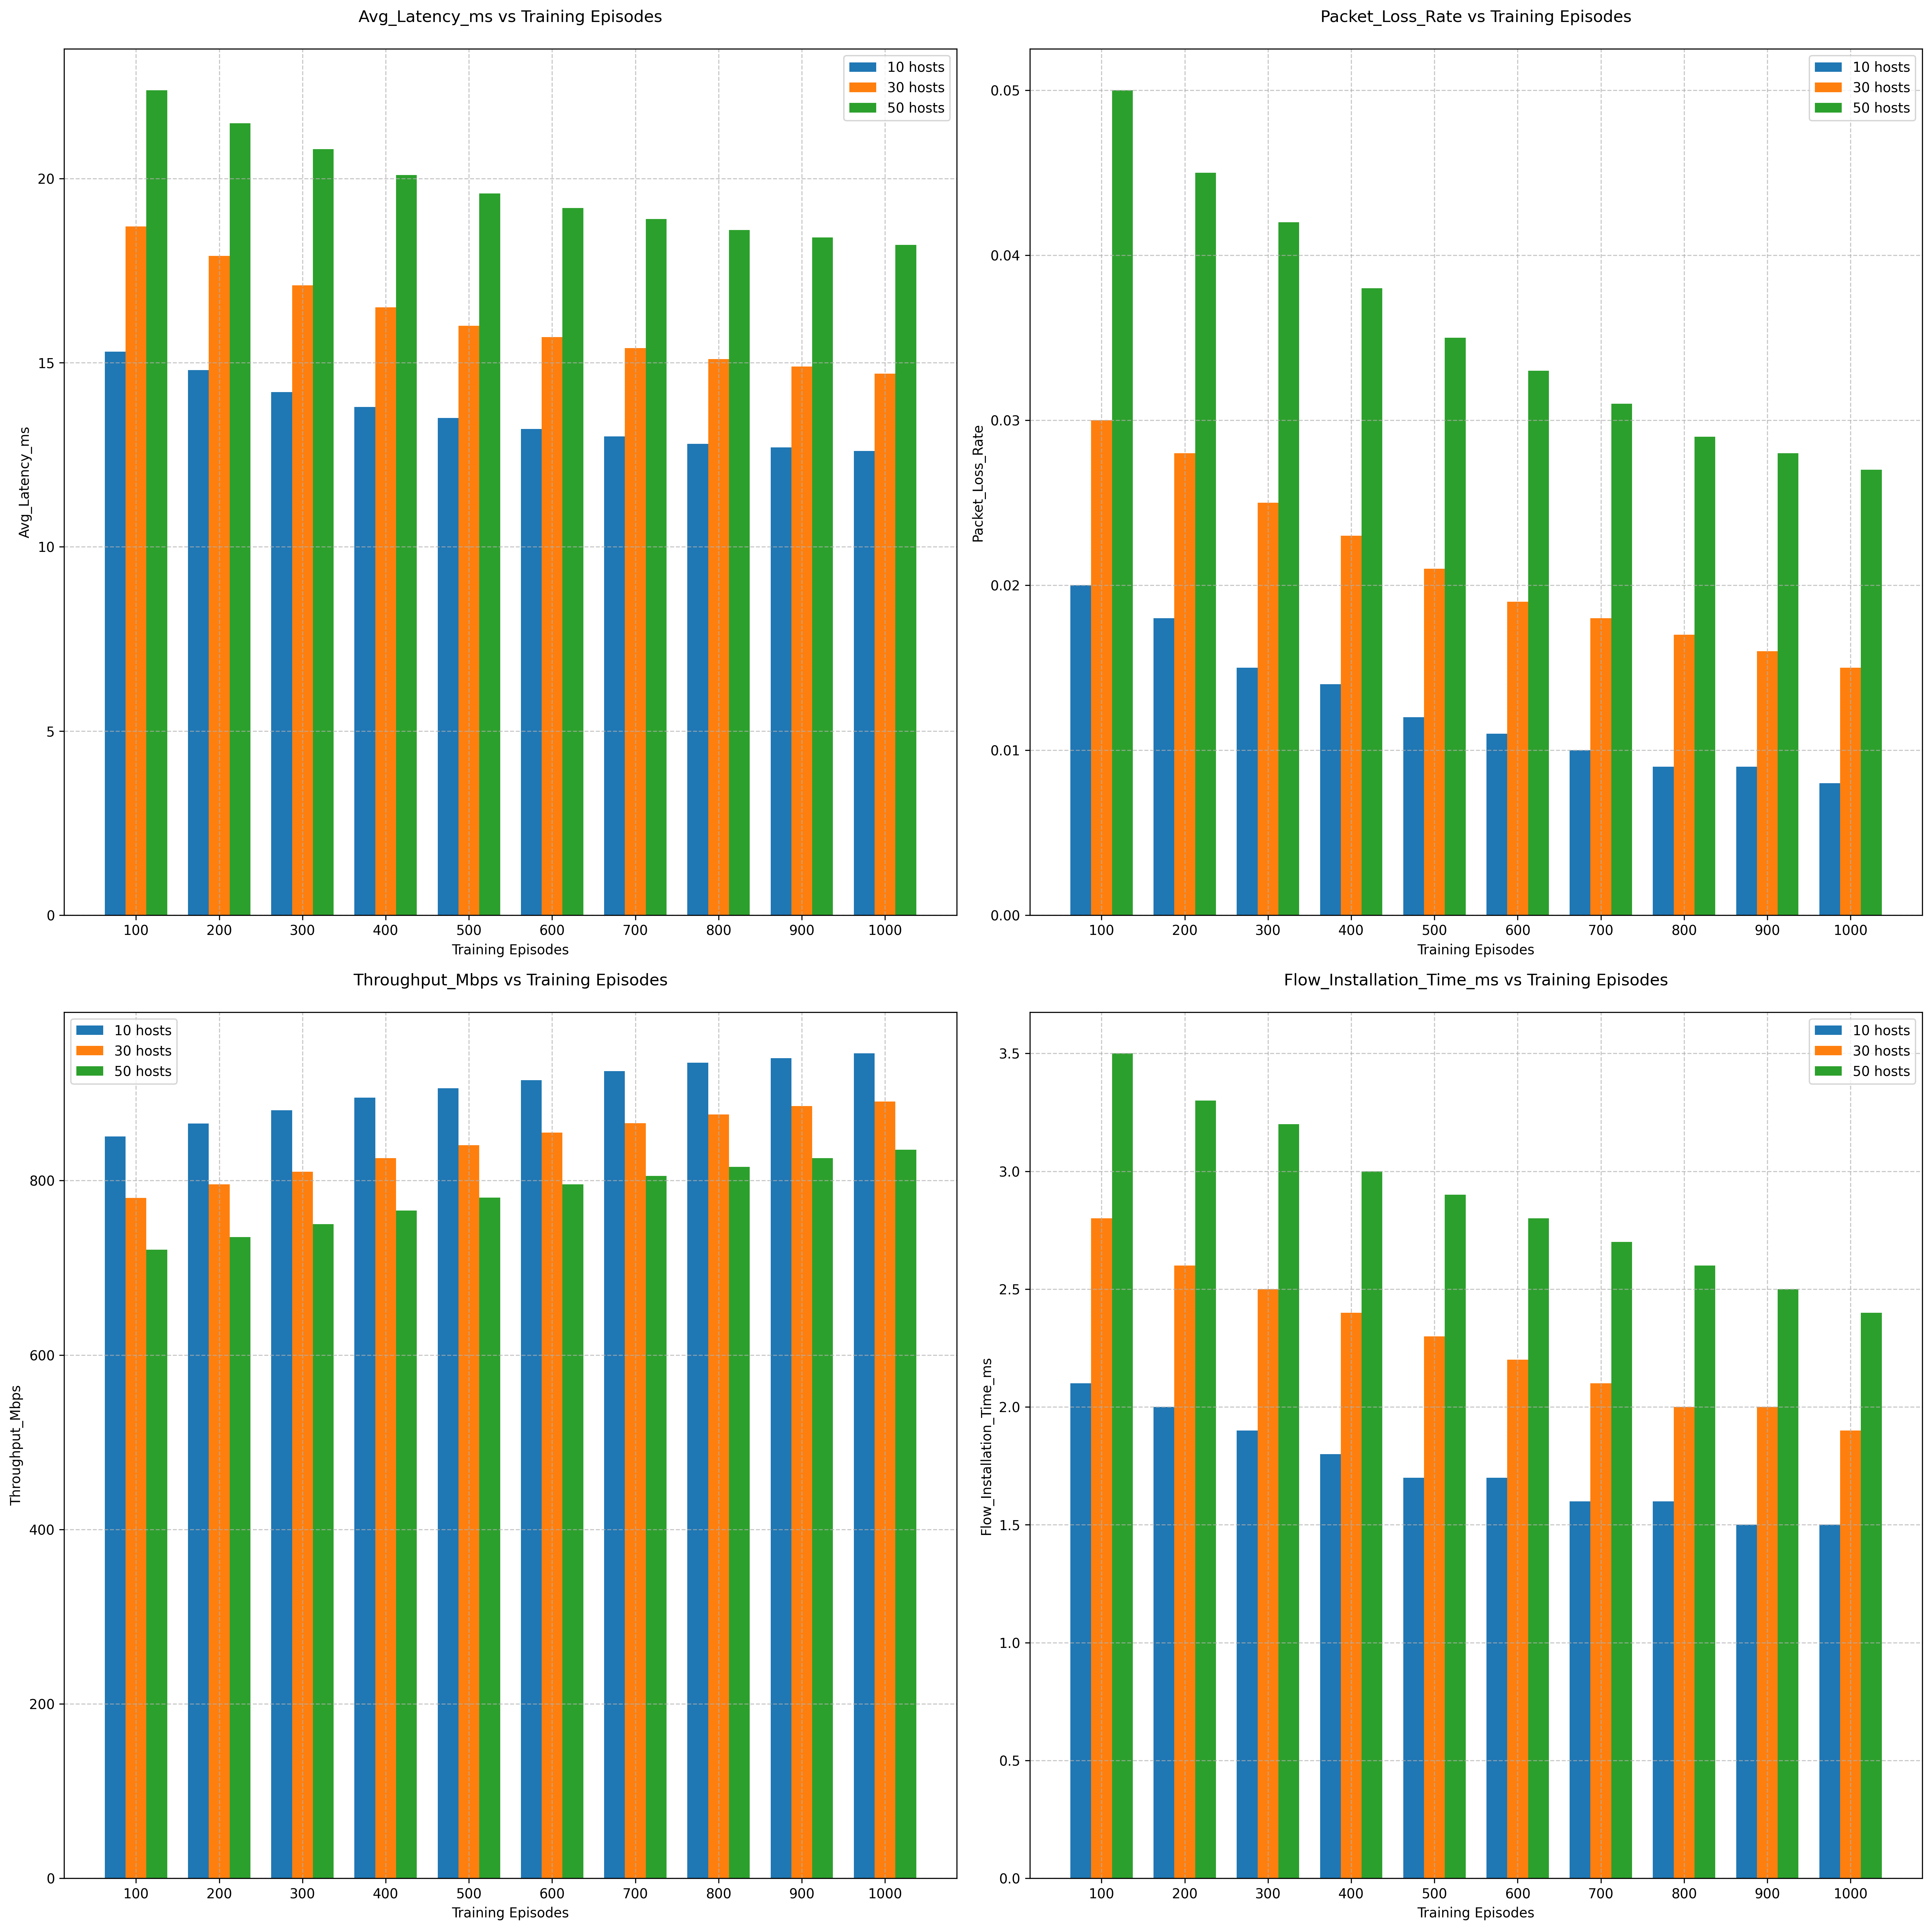 Avg_Latency_ms vs Training Episodes
10 hosts
30 hosts
50 hosts
Avg_Latency_ms
20
15
10
5
0
100 200 300 400 500 600 700 800 900 1000
Training Episodes
Packet_Loss_Rate vs Training Episodes
10 hosts
30 hosts
50 hosts
Packet_Loss_Rate
0.05
0.04
0.03
0.02
0.01
0.00
100 200 300 400 500 600 700 800 900 1000
Training Episodes
Throughput_Mbps vs Training Episodes
10 hosts
30 hosts
50 hosts
Throughput_Mbps
800
600
400
200
0
100 200 300 400 500 600 700 800 900 1000
Training Episodes
Flow_Installation_Time_ms vs Training Episodes
10 hosts
30 hosts
50 hosts
Flow_Installation_Time_ms
3.5
3.0
2.5
2.0
1.5
1.0
0.5
0.0
100 200 300 400 500 600 700 800 900 1000
Training Episodes